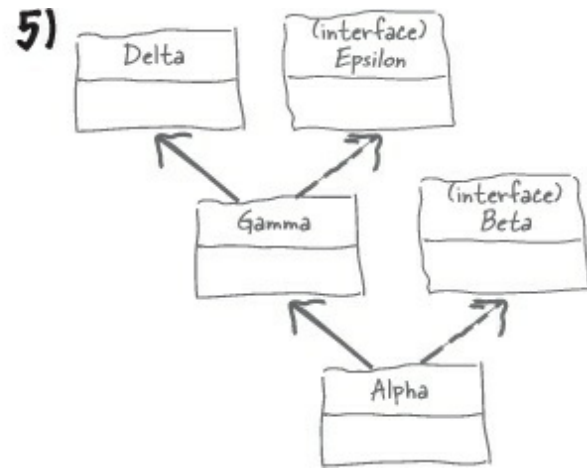 5)
Delta
(interface)
Epsilon
Gamma
(interface)
Beta
Alpha